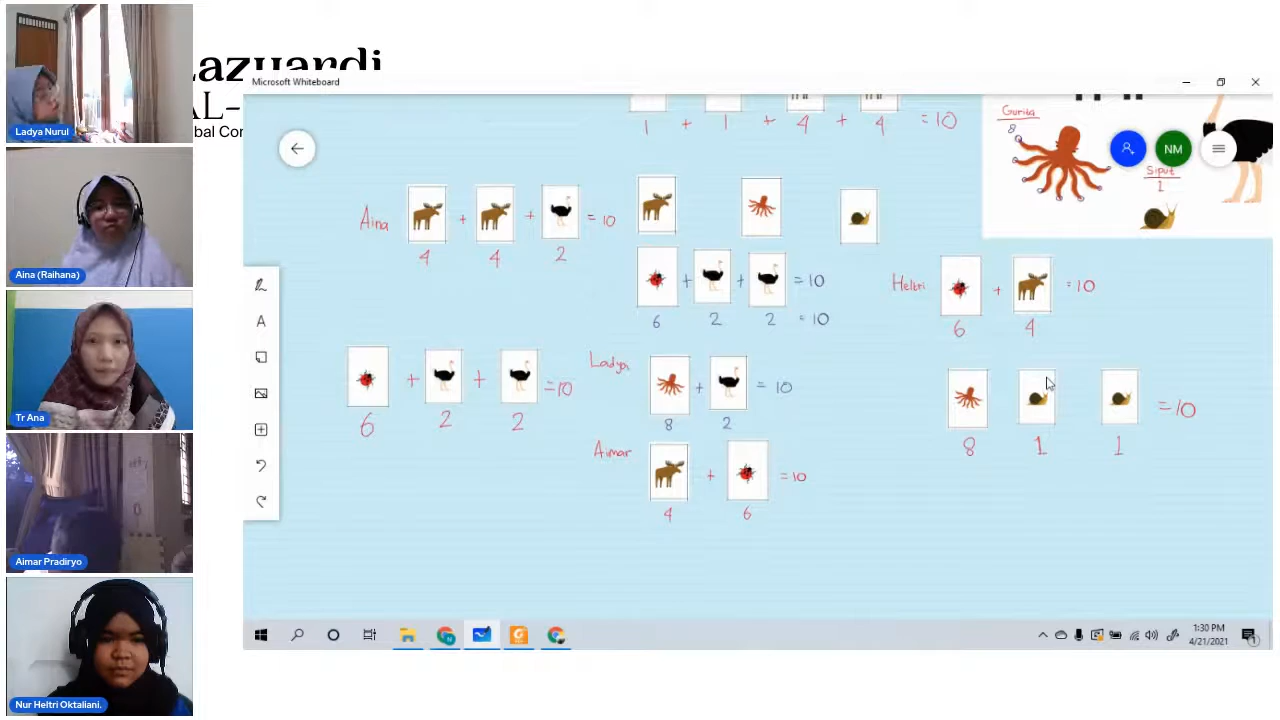 Lazuardi
AL-
bal Cor
Microsoft Whiteboard
Ladya Nurul
Aina (Raihana)
Tr Ana
Aimar Pradiryo
Nur Heltri Oktaliani.
1 + 1 + 4 + 4 = 10
Gurita
8
Siput
1
NM
Aina + + = 10
4 4 2
+ + = 10
6 2 2 = 10
Heltri + = 10
6 4
+ + = 10
6 2 2
Ladya + = 10
8 2
= 10
8 1 1
Aimar + = 10
4 6
A
1:30 PM
4/21/2021